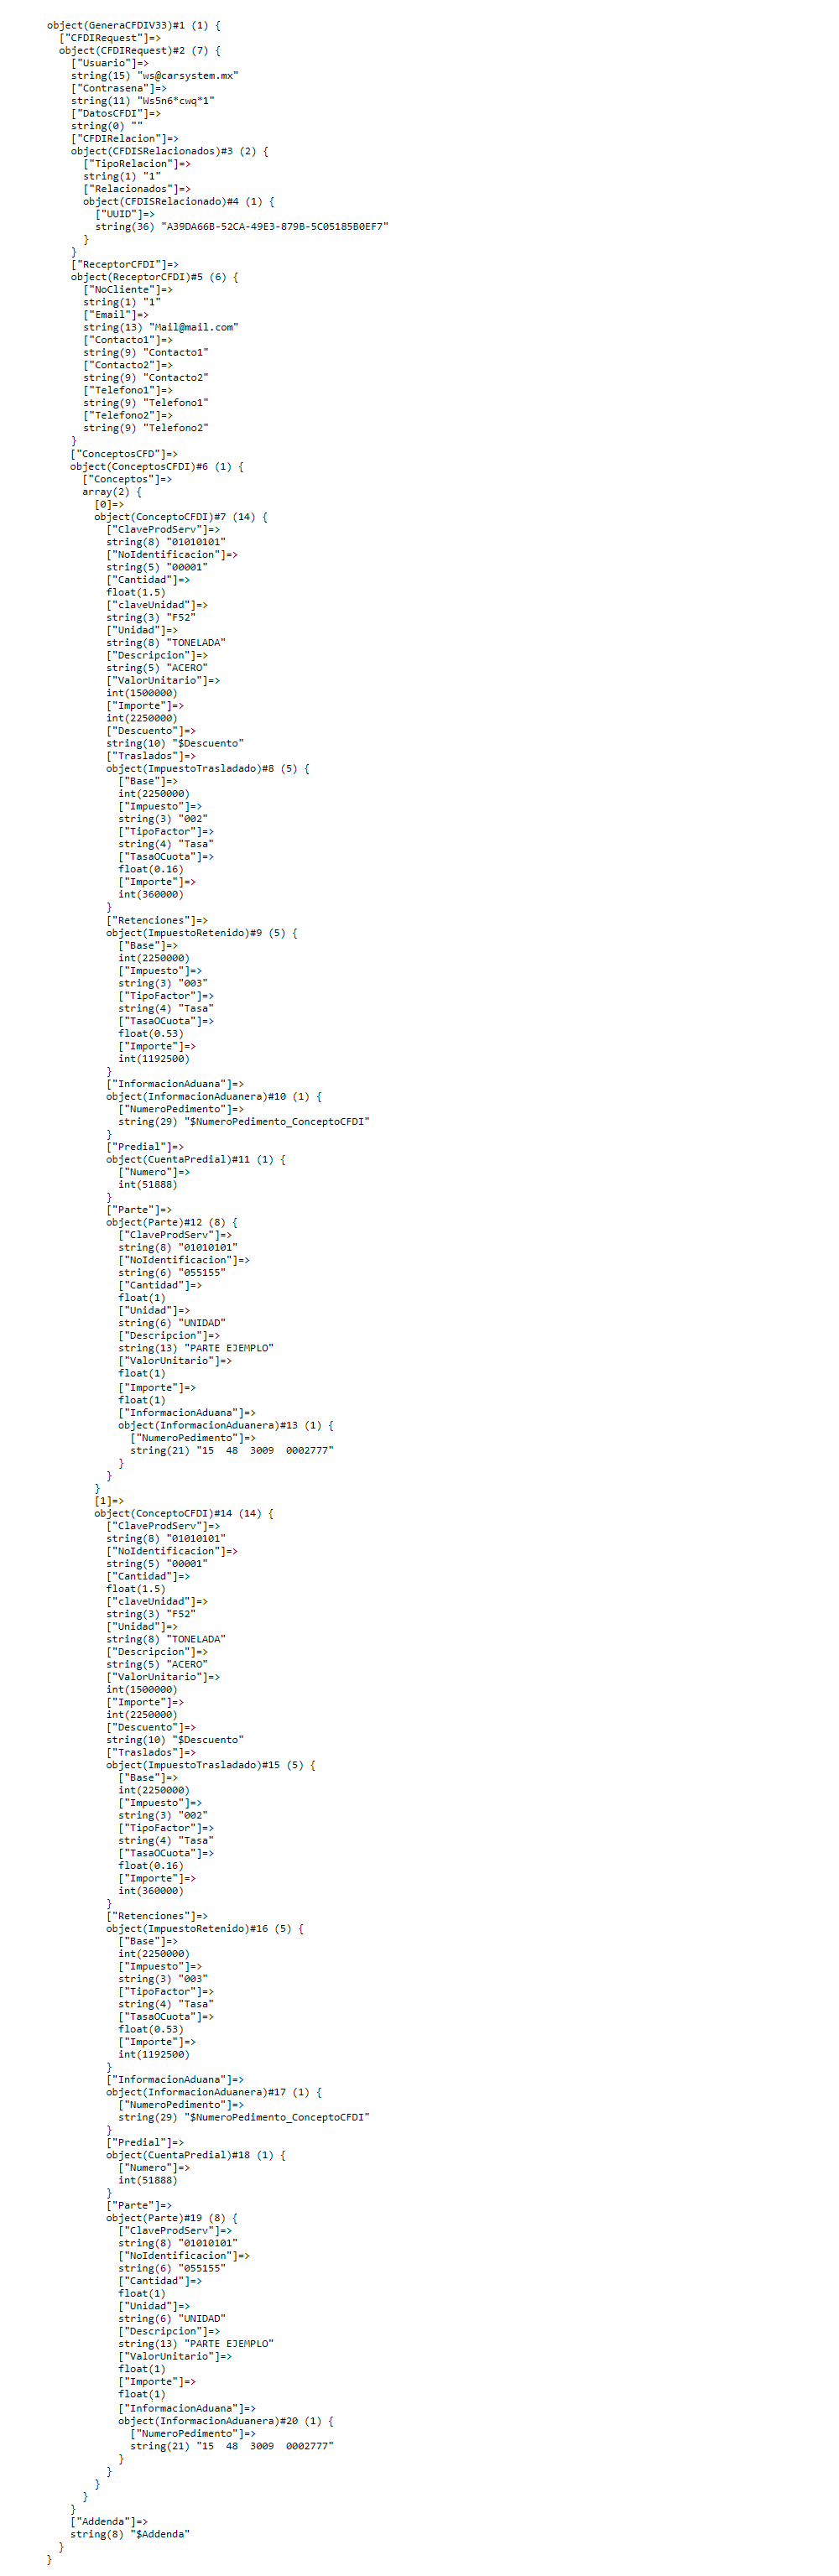 object(GeneraCFDIV33)#1 (1) {
["CFDIRequest"]=>
object(CFDIRequest)#2 (7) {
["Usuario"]=>
string(15) "ws@carsystem.mx"
["Contrasena"]=>
string(11) "Ws5n6*cwq*1"
["DatosCFDI"]=>
string(0) ""
["CFDIRelacion"]=>
object(CFDISRelacionados)#3 (2) {
["TipoRelacion"]=>
string(1) "1"
["Relacionados"]=>
object(CFDISRelacionado)#4 (1) {
["UUID"]=>
string(36) "A39DA66B-52CA-49E3-879B-5C05185B0EF7"
}
}
["ReceptorCFDI"]=>
object(ReceptorCFDI)#5 (6) {
["NoCliente"]=>
string(1) "1"
["Email"]=>
string(13) "Mail@mail.com"
["Contacto1"]=>
string(9) "Contacto1"
["Contacto2"]=>
string(9) "Contacto2"
["Telefono1"]=>
string(9) "Telefono1"
["Telefono2"]=>
string(9) "Telefono2"
}
["ConceptosCFD"]=>
object(ConceptosCFDI)#6 (1) {
["Conceptos"]=>
array(2) {
[0]=>
object(ConceptoCFDI)#7 (14) {
["ClaveProdServ"]=>
string(8) "01010101"
["NoIdentificacion"]=>
string(5) "00001"
["Cantidad"]=>
float(1.5)
["claveUnidad"]=>
string(3) "F52"
["Unidad"]=>
string(8) "TONELADA"
["Descripcion"]=>
string(5) "ACERO"
["ValorUnitario"]=>
int(1500000)
["Importe"]=>
int(2250000)
["Descuento"]=>
string(10) "$Descuento"
["Traslados"]=>
object(ImpuestoTrasladado)#8 (5) {
["Base"]=>
int(2250000)
["Impuesto"]=>
string(3) "002"
["TipoFactor"]=>
string(4) "Tasa"
["TasaOCuota"]=>
float(0.16)
["Importe"]=>
int(360000)
}
["Retenciones"]=>
object(ImpuestoRetenido)#9 (5) {
["Base"]=>
int(2250000)
["Impuesto"]=>
string(3) "003"
["TipoFactor"]=>
string(4) "Tasa"
["TasaOCuota"]=>
float(0.53)
["Importe"]=>
int(1192500)
}
["InformacionAduana"]=>
object(InformacionAduanera)#10 (1) {
["NumeroPedimento"]=>
string(29) "$NumeroPedimento_ConceptoCFDI"
}
["Predial"]=>
object(CuentaPredial)#11 (1) {
["Numero"]=>
int(51888)
}
["Parte"]=>
object(Parte)#12 (8) {
["ClaveProdServ"]=>
string(8) "01010101"
["NoIdentificacion"]=>
string(6) "055155"
["Cantidad"]=>
float(1)
["Unidad"]=>
string(6) "UNIDAD"
["Descripcion"]=>
string(13) "PARTE EJEMPLO"
["ValorUnitario"]=>
float(1)
["Importe"]=>
float(1)
["InformacionAduana"]=>
object(InformacionAduanera)#13 (1) {
["NumeroPedimento"]=>
string(21) "15  48  3009  0002777"
}
}
}
[1]=>
object(ConceptoCFDI)#14 (14) {
["ClaveProdServ"]=>
string(8) "01010101"
["NoIdentificacion"]=>
string(5) "00001"
["Cantidad"]=>
float(1.5)
["claveUnidad"]=>
string(3) "F52"
["Unidad"]=>
string(8) "TONELADA"
["Descripcion"]=>
string(5) "ACERO"
["ValorUnitario"]=>
int(1500000)
["Importe"]=>
int(2250000)
["Descuento"]=>
string(10) "$Descuento"
["Traslados"]=>
object(ImpuestoTrasladado)#15 (5) {
["Base"]=>
int(2250000)
["Impuesto"]=>
string(3) "002"
["TipoFactor"]=>
string(4) "Tasa"
["TasaOCuota"]=>
float(0.16)
["Importe"]=>
int(360000)
}
["Retenciones"]=>
object(ImpuestoRetenido)#16 (5) {
["Base"]=>
int(2250000)
["Impuesto"]=>
string(3) "003"
["TipoFactor"]=>
string(4) "Tasa"
["TasaOCuota"]=>
float(0.53)
["Importe"]=>
int(1192500)
}
["InformacionAduana"]=>
object(InformacionAduanera)#17 (1) {
["NumeroPedimento"]=>
string(29) "$NumeroPedimento_ConceptoCFDI"
}
["Predial"]=>
object(CuentaPredial)#18 (1) {
["Numero"]=>
int(51888)
}
["Parte"]=>
object(Parte)#19 (8) {
["ClaveProdServ"]=>
string(8) "01010101"
["NoIdentificacion"]=>
string(6) "055155"
["Cantidad"]=>
float(1)
["Unidad"]=>
string(6) "UNIDAD"
["Descripcion"]=>
string(13) "PARTE EJEMPLO"
["ValorUnitario"]=>
float(1)
["Importe"]=>
float(1)
["InformacionAduana"]=>
object(InformacionAduanera)#20 (1) {
["NumeroPedimento"]=>
string(21) "15  48  3009  0002777"
}
}
}
}
}
["Addenda"]=>
string(8) "$Addenda"
}
}